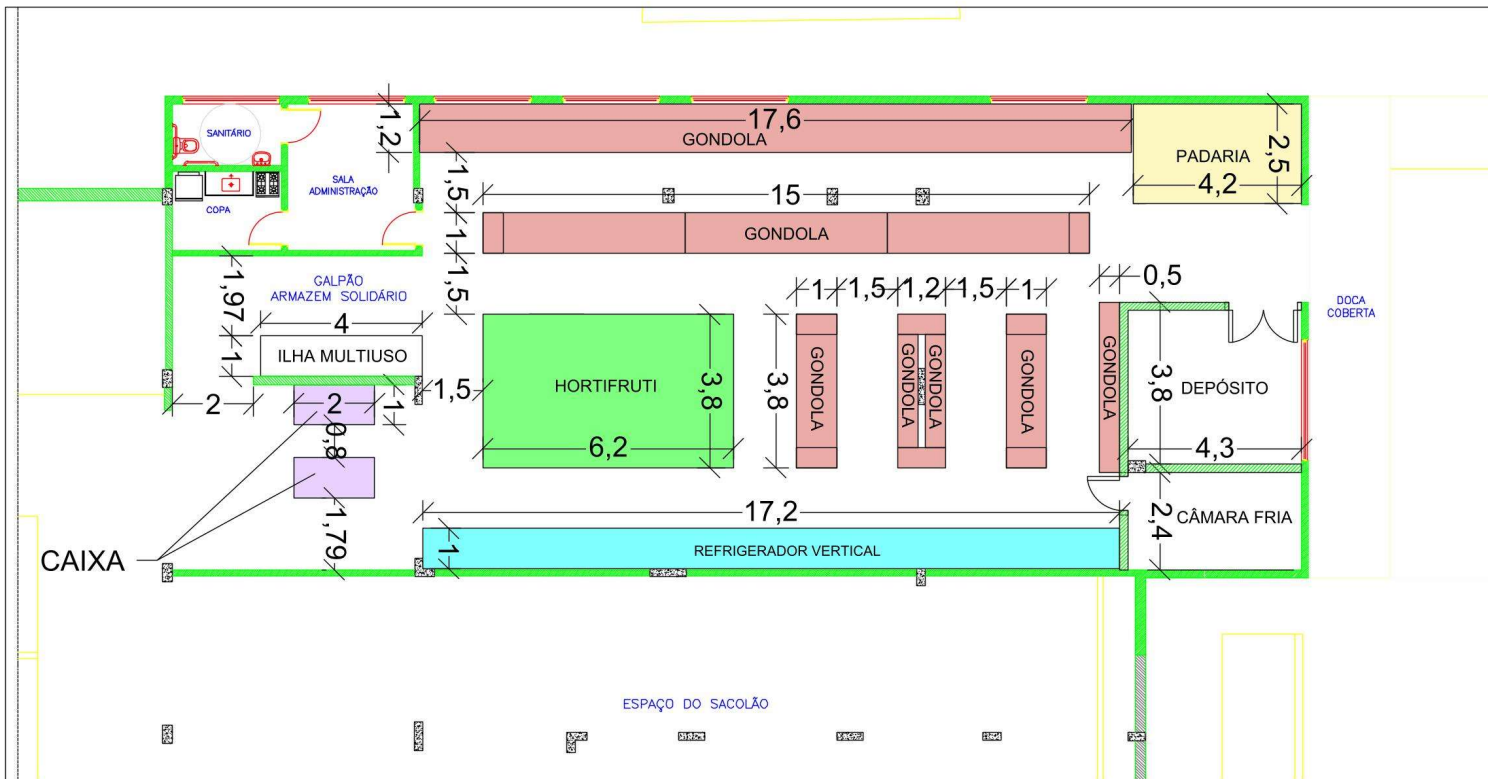 17,6
GONDOLA
1,2
SANITÁRIO
PADARIA
2,5
4,2
SALA
ADMINISTRAÇÃO
COPA
1,5
15
1
GONDOLA
1,5
GALPÃO
ARMAZEM SOLIDÁRIO
1,97
4
1
ILHA MULTIUSO
1
1,5
1,2
1,5
1
0,5
DOCA
COBERTA
HORTIFRUTI
3,8
3,8
6,2
GONDOLA
GONDOLA
GONDOLA
GONDOLA
GONDOLA
DEPÓSITO
3,8
4,3
2
2
1
1,5
0,8
1,79
CAIXA
17,2
1
REFRIGERADOR VERTICAL
CÂMARA FRIA
2,4
ESPAÇO DO SACOLÃO